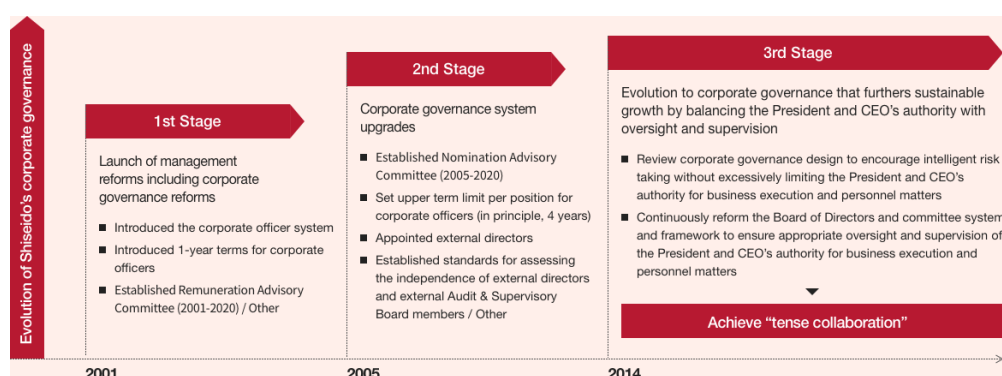 Evolution of Shiseido's corporate governance
1st Stage
Launch of management
reforms including corporate
governance reforms
■ Introduced the corporate officer system
■ Introduced 1-year terms for corporate
officers
■ Established Remuneration Advisory
Committee (2001-2020) / Other
2nd Stage
Corporate governance system
upgrades
■ Established Nomination Advisory
Committee (2005-2020)
■ Set upper term limit per position for
corporate officers (in principle, 4 years)
■ Appointed external directors
■ Established standards for assessing
the independence of external directors
and external Audit & Supervisory
Board members / Other
3rd Stage
Evolution to corporate governance that furthers sustainable
growth by balancing the President and CEO's authority with
oversight and supervision
■ Review corporate governance design to encourage intelligent risk
taking without excessively limiting the President and CEO's
authority for business execution and personnel matters
■ Continuously reform the Board of Directors and committee system
and framework to ensure appropriate oversight and supervision of
the President and CEO's authority for business execution and
personnel matters
Achieve "tense collaboration"
2001
2005
2014